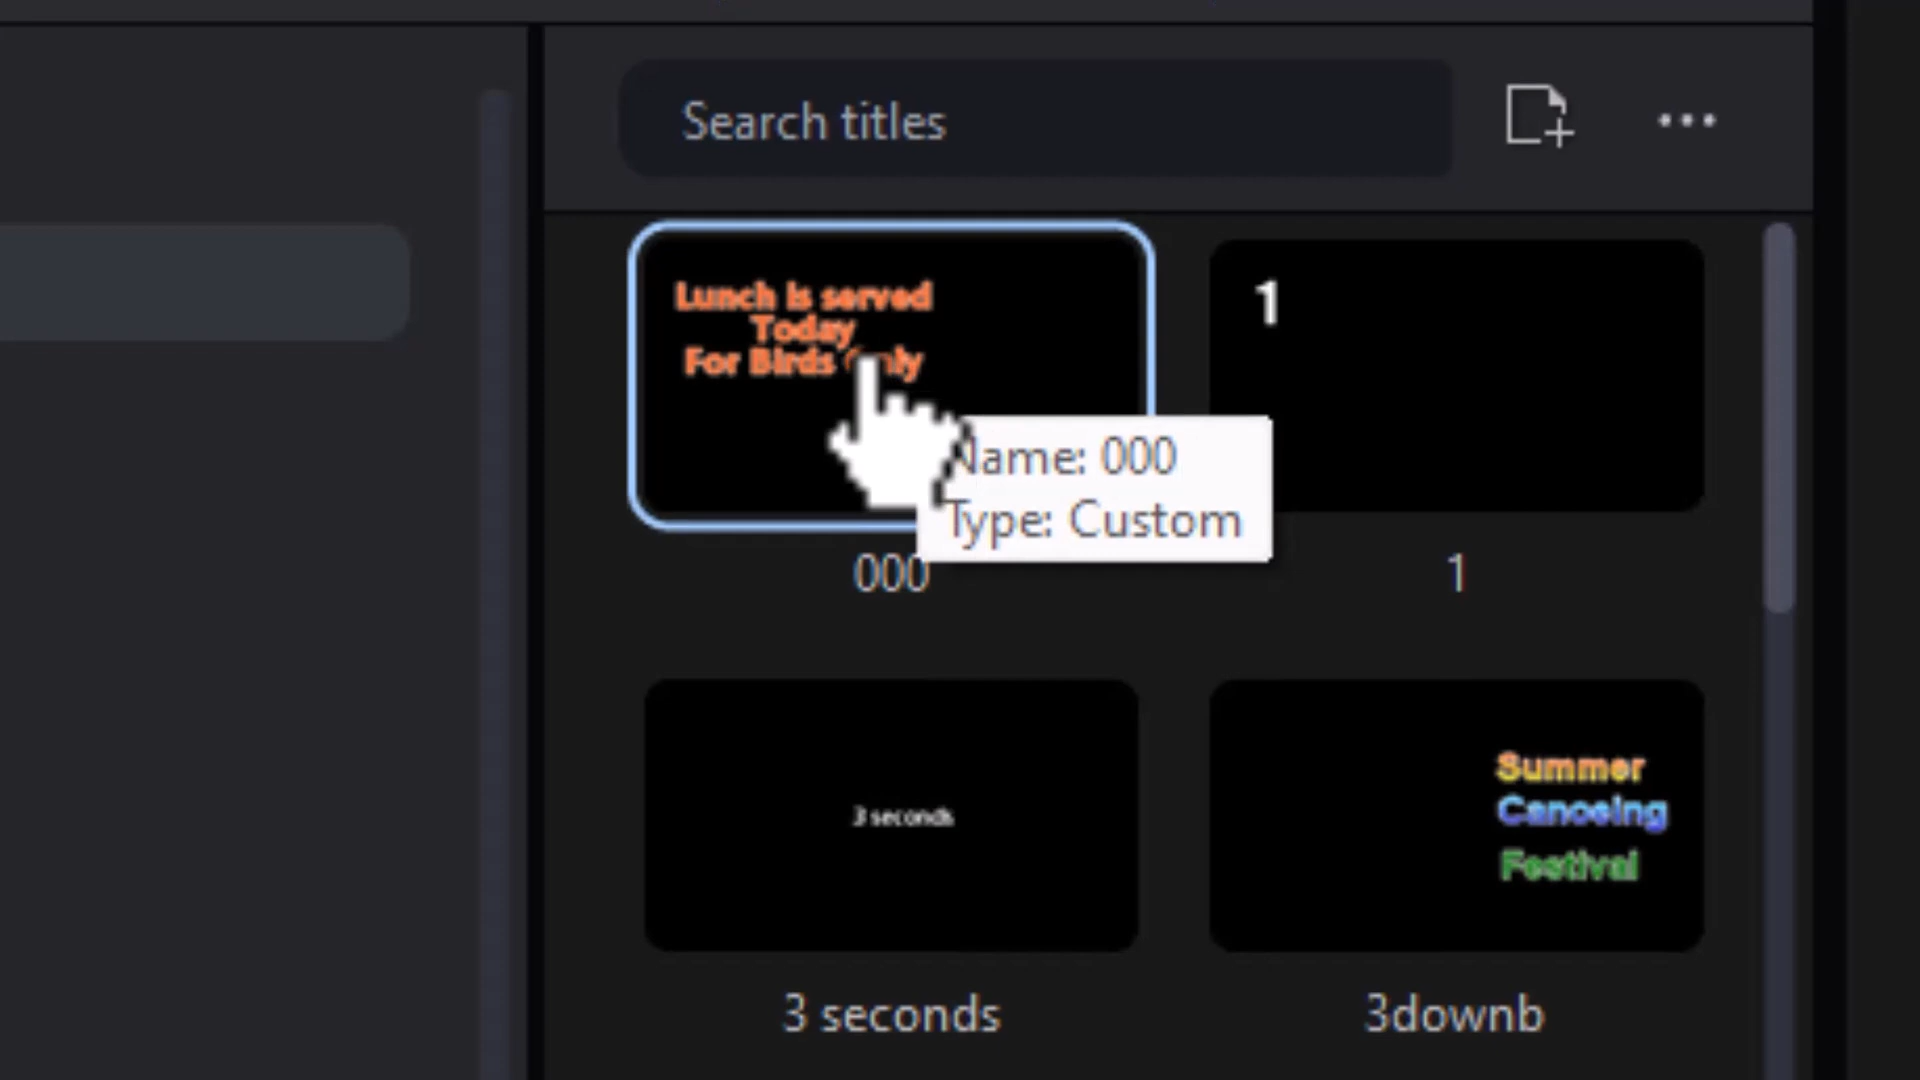 Search titles
Lunch is served
Today
For Birds Only
1
Name: 000
Type: Custom
000
1
3 seconds
Summer
Canoeing
Festival
3 seconds
3downb